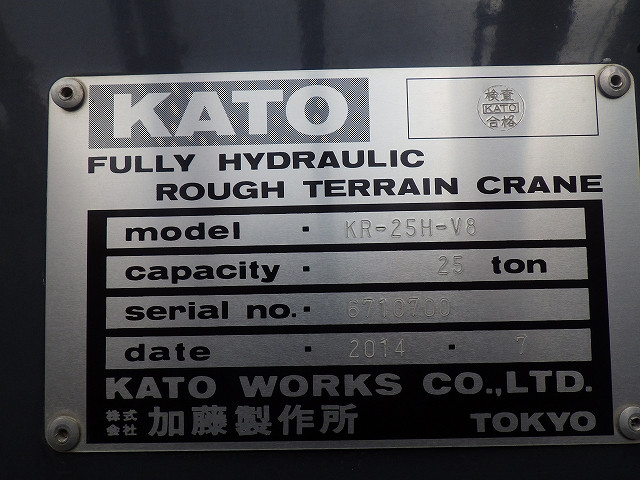 KATO
検査
KATO
合格
FULLY HYDRAULIC
ROUGH TERRAIN CRANE
model · KR-25H-V8
capacity · 25 ton
serial no. · 6710700
date · 2014 · 7
KATO WORKS CO.,LTD.
株式会社 加藤製作所 TOKYO